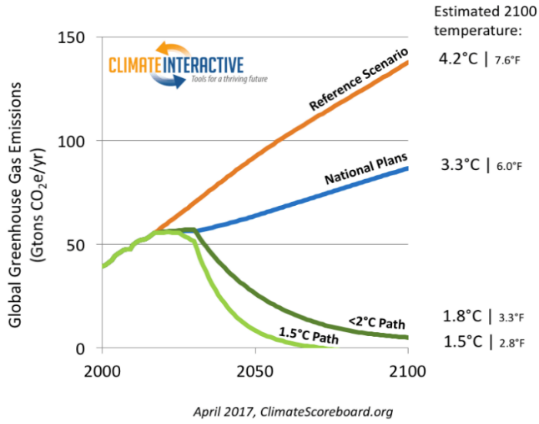 Estimated 2100
temperature:
150
CLIMATEINTERACTIVE
Tools for a thriving future
Reference Scenario
4.2°C | 7.6°F
Global Greenhouse Gas Emissions
(Gtons CO₂e/yr)
100
National Plans
3.3°C | 6.0°F
50
<2°C Path
1.8°C | 3.3°F
1.5°C Path
1.5°C | 2.8°F
0
2000
2050
2100
April 2017, ClimateScoreboard.org